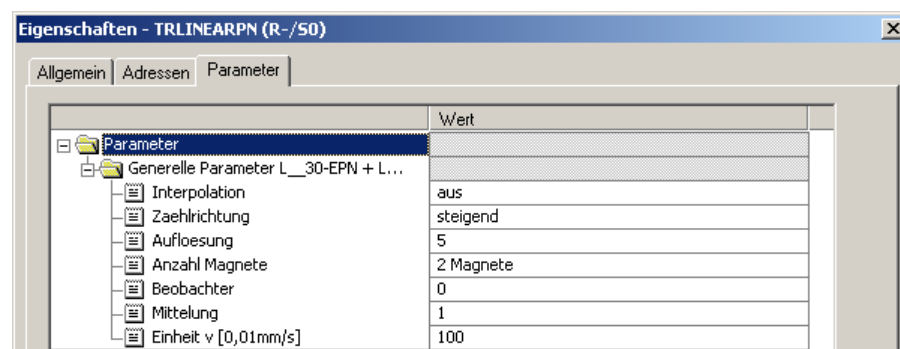 Eigenschaften - TRLINEARPN (R-/S0)
Allgemein Adressen Parameter
Wert
Parameter
Generelle Parameter L__30-EPN + L...
Interpolation aus
Zaehlrichtung steigend
Aufloesung 5
Anzahl Magnete 2 Magnete
Beobachter 0
Mittelung 1
Einheit v [0,01mm/s] 100